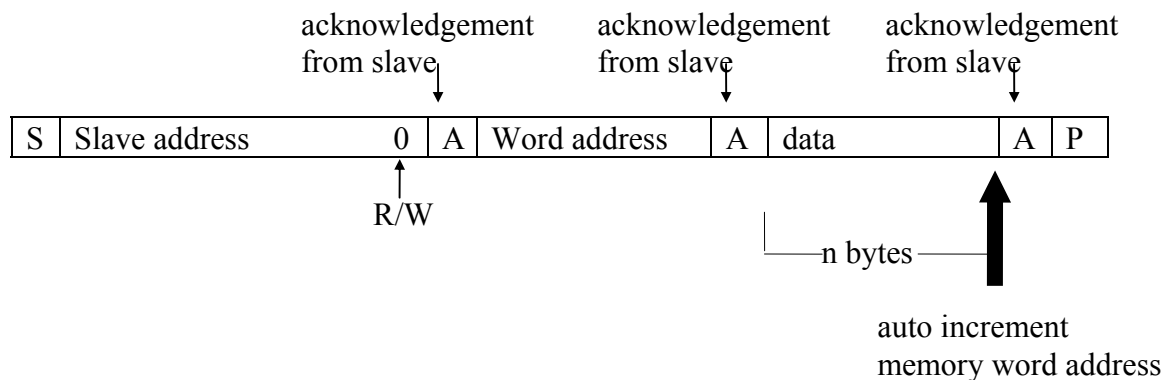 acknowledgement
from slave
acknowledgement
from slave
acknowledgement
from slave
S Slave address 0 A Word address A data A P
R/W
n bytes
auto increment
memory word address